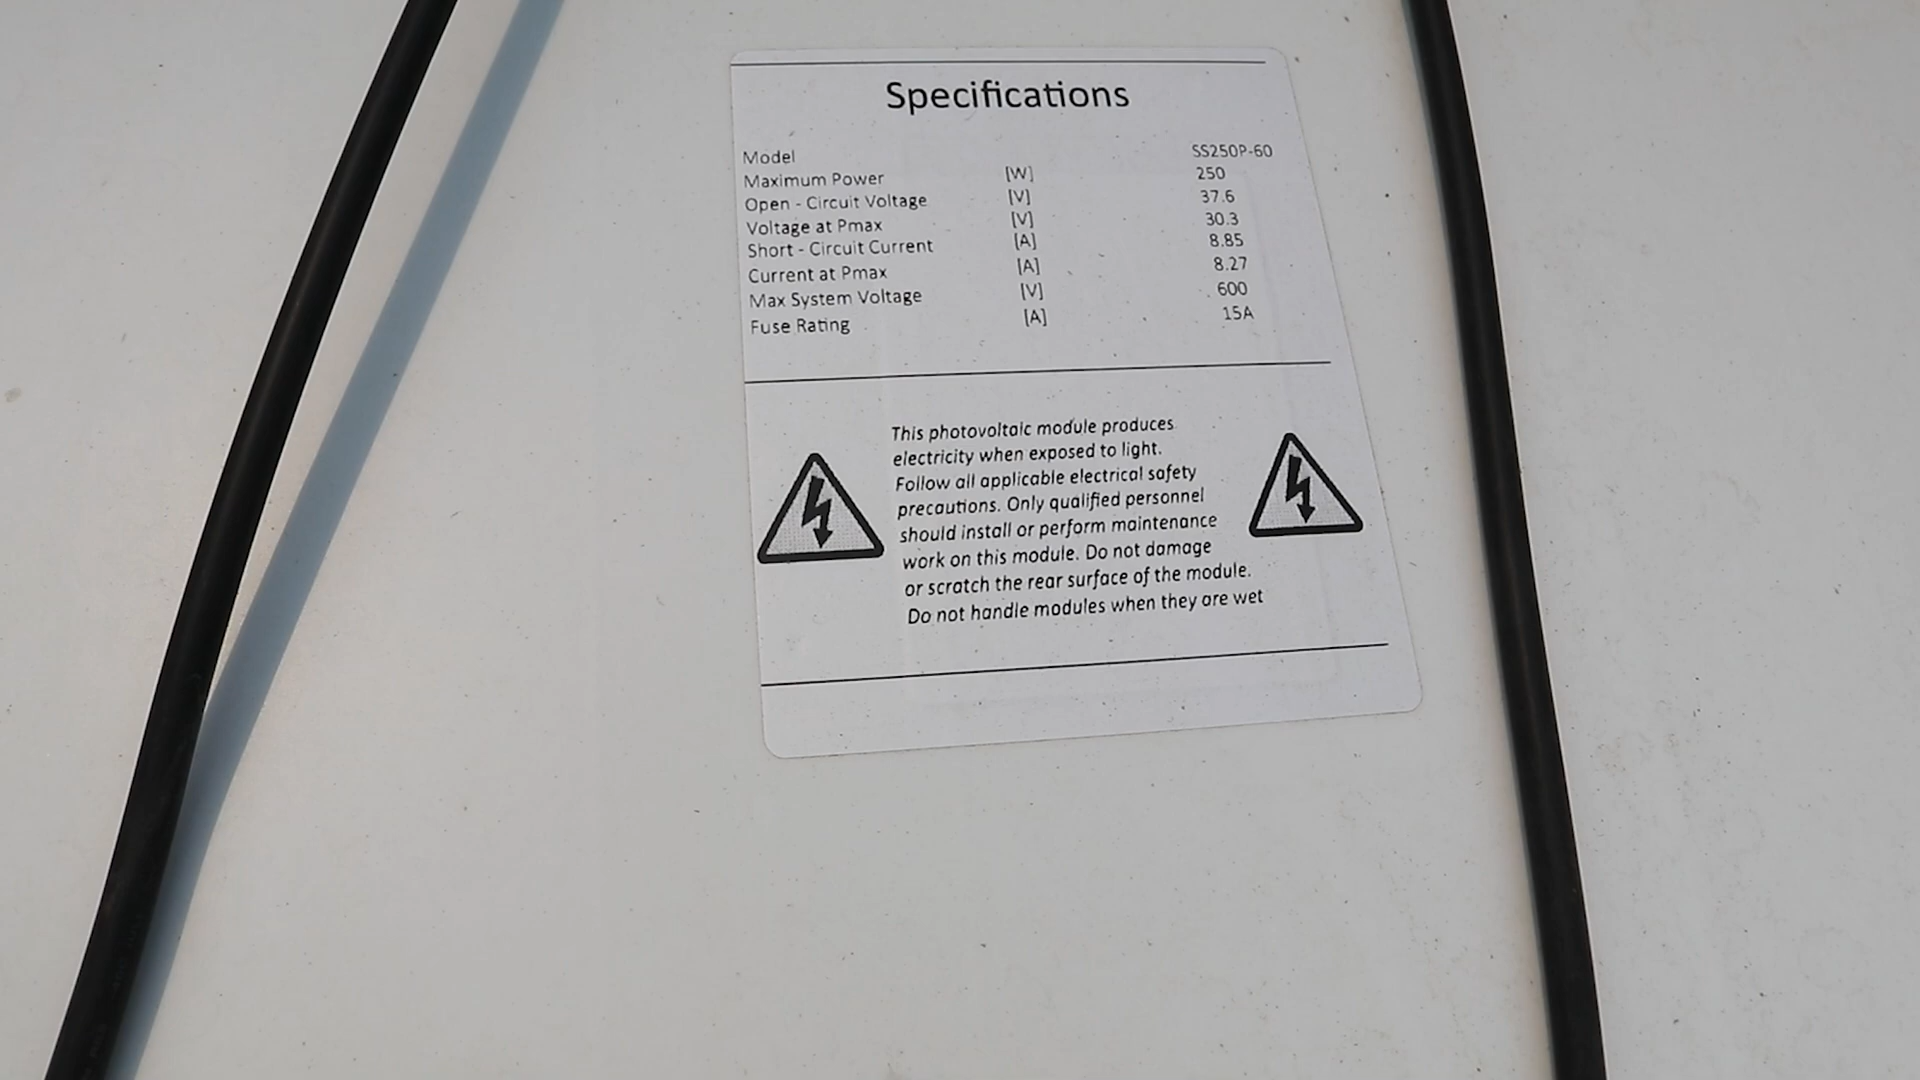 Specifications
Model SS250P-60
Maximum Power [W] 250
Open - Circuit Voltage [V] 37.6
Voltage at Pmax [V] 30.3
Short - Circuit Current [A] 8.85
Current at Pmax [A] 8.27
Max System Voltage [V] 600
Fuse Rating [A] 15A
This photovoltaic module produces
electricity when exposed to light.
Follow all applicable electrical safety
precautions. Only qualified personnel
should install or perform maintenance
work on this module. Do not damage
or scratch the rear surface of the module.
Do not handle modules when they are wet